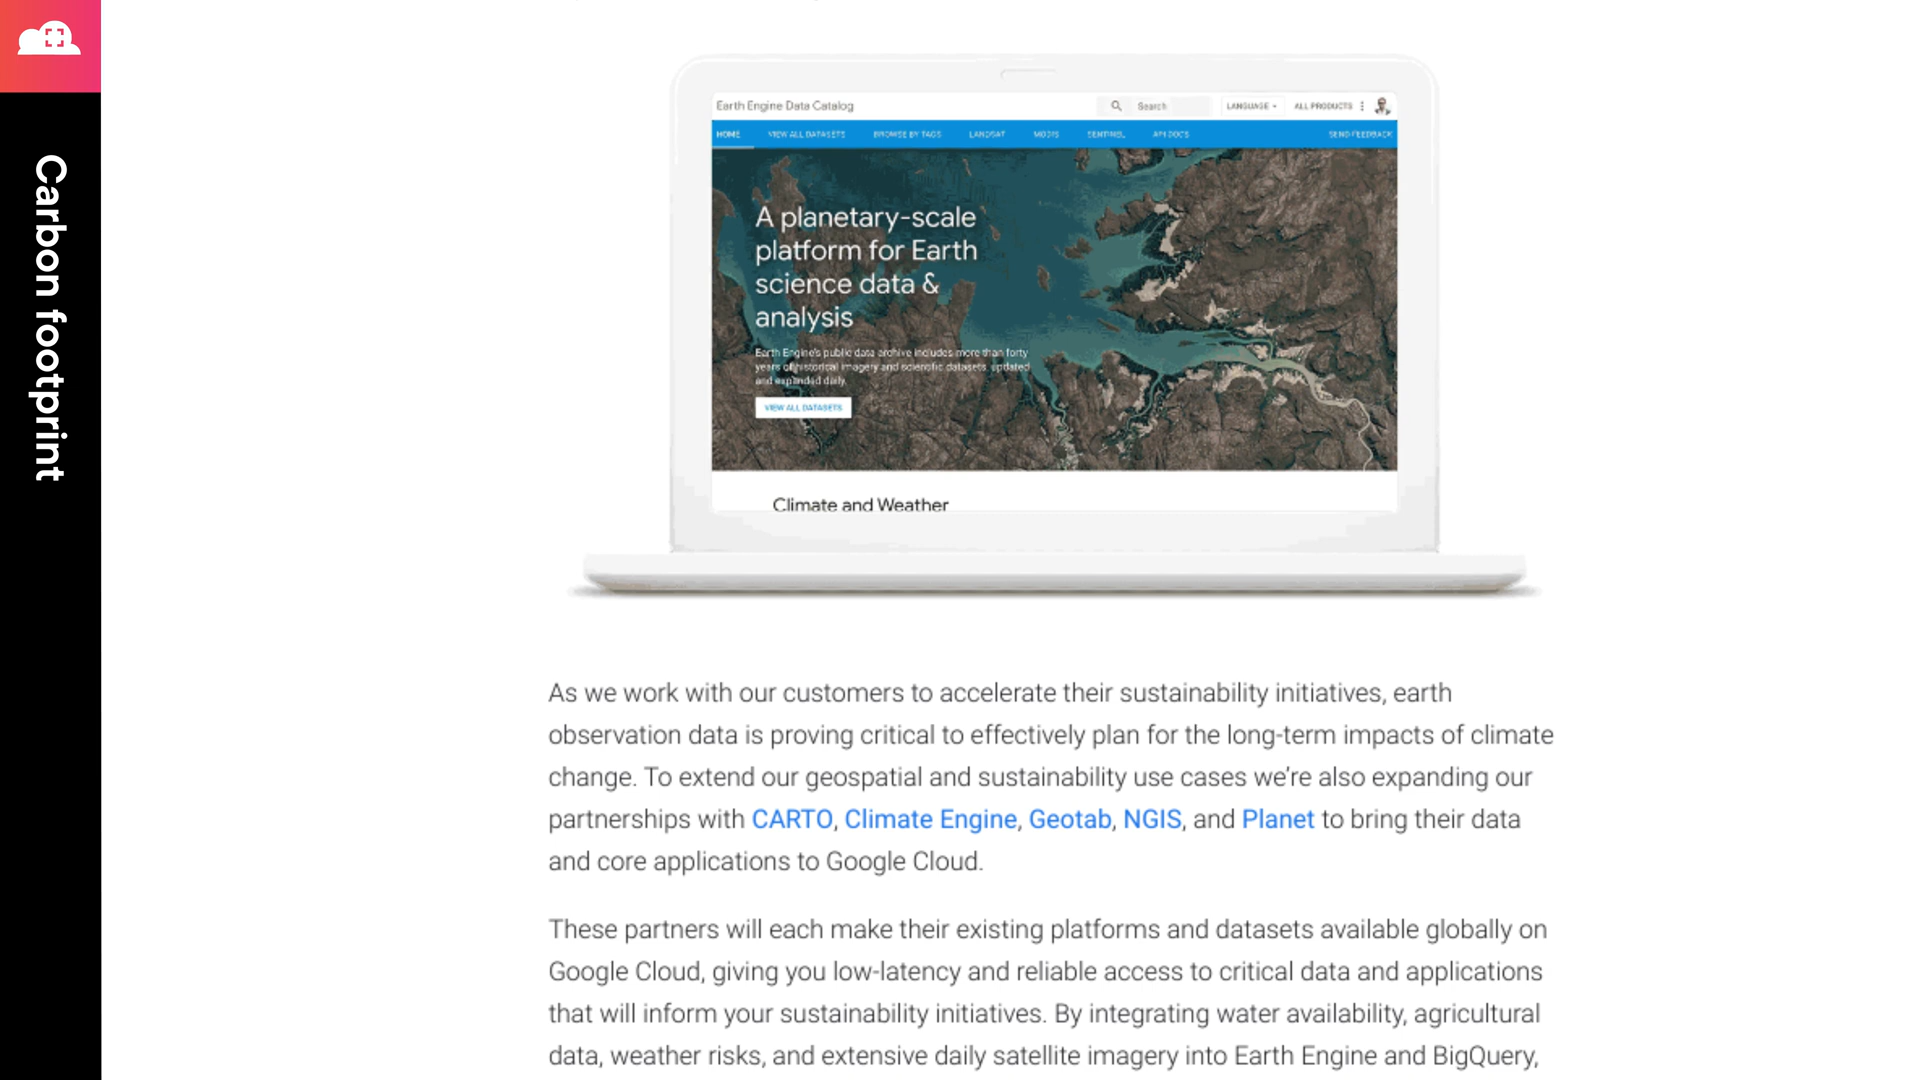 Carbon footprint
Earth Engine Data Catalog
Search
LANGUAGE
ALL PRODUCTS
HOME
VIEW ALL DATASETS
BROWSE BY TAGS
LANDSAT
MODIS
SENTINEL
API DOCS
SEND FEEDBACK
A planetary-scale
platform for Earth
science data &
analysis
Earth Engine's public data archive includes more than forty
years of historical imagery and scientific datasets, updated
and expanded daily.
VIEW ALL DATASETS
Climate and Weather
As we work with our customers to accelerate their sustainability initiatives, earth
observation data is proving critical to effectively plan for the long-term impacts of climate
change. To extend our geospatial and sustainability use cases we’re also expanding our
partnerships with CARTO, Climate Engine, Geotab, NGIS, and Planet to bring their data
and core applications to Google Cloud.
These partners will each make their existing platforms and datasets available globally on
Google Cloud, giving you low-latency and reliable access to critical data and applications
that will inform your sustainability initiatives. By integrating water availability, agricultural
data, weather risks, and extensive daily satellite imagery into Earth Engine and BigQuery,